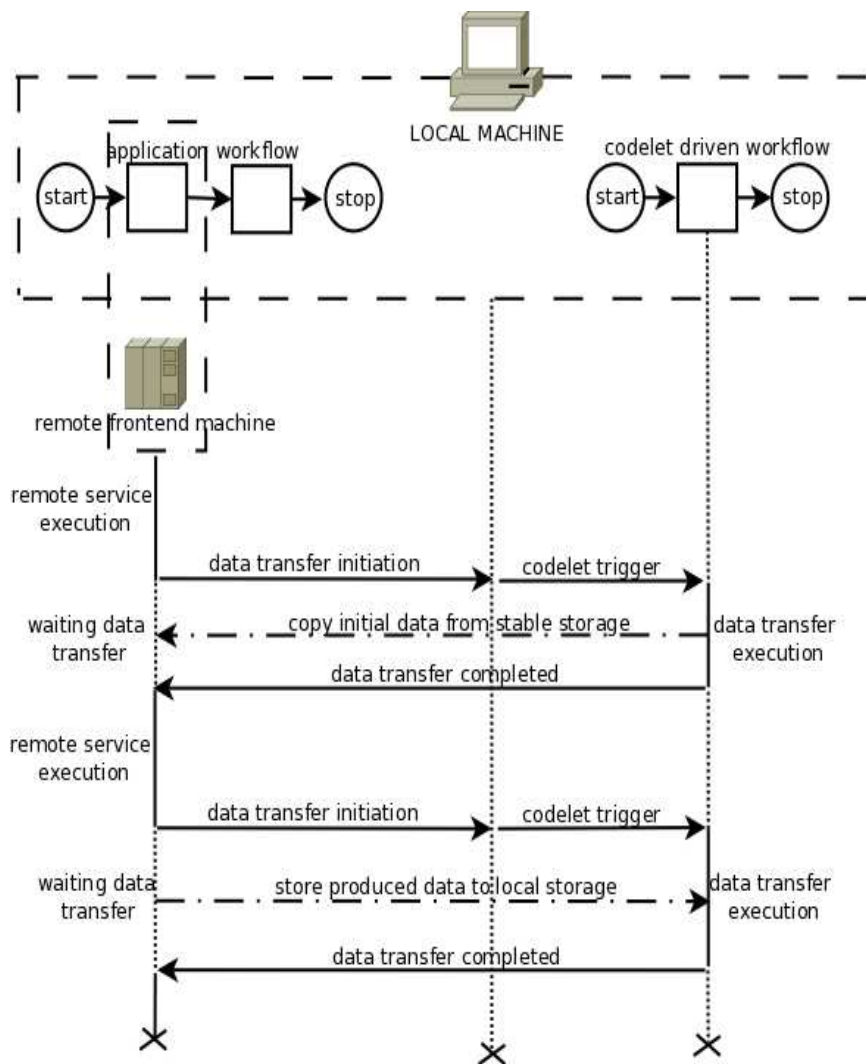 LOCAL MACHINE
application workflow
codelet driven workflow
start
stop
start
stop
remote frontend machine
remote service
execution
data transfer initiation
codelet trigger
waiting data
transfer
copy initial data from stable storage
data transfer
execution
data transfer completed
remote service
execution
data transfer initiation
codelet trigger
waiting data
transfer
store produced data to local storage
data transfer
execution
data transfer completed